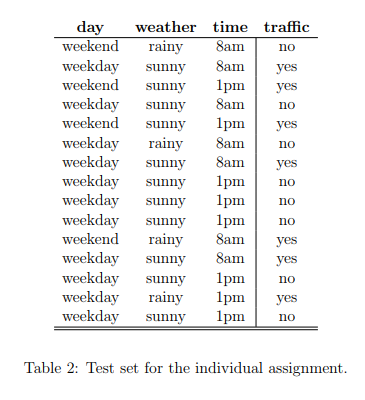 day weather time traffic
weekend rainy 8am no
weekday sunny 8am yes
weekend sunny 1pm yes
weekday sunny 8am no
weekend sunny 1pm yes
weekday rainy 8am no
weekday sunny 8am yes
weekday sunny 1pm no
weekday sunny 1pm no
weekday sunny 1pm no
weekend rainy 8am yes
weekday sunny 8am yes
weekday sunny 1pm no
weekday rainy 1pm yes
weekday sunny 1pm no
Table 2: Test set for the individual assignment.